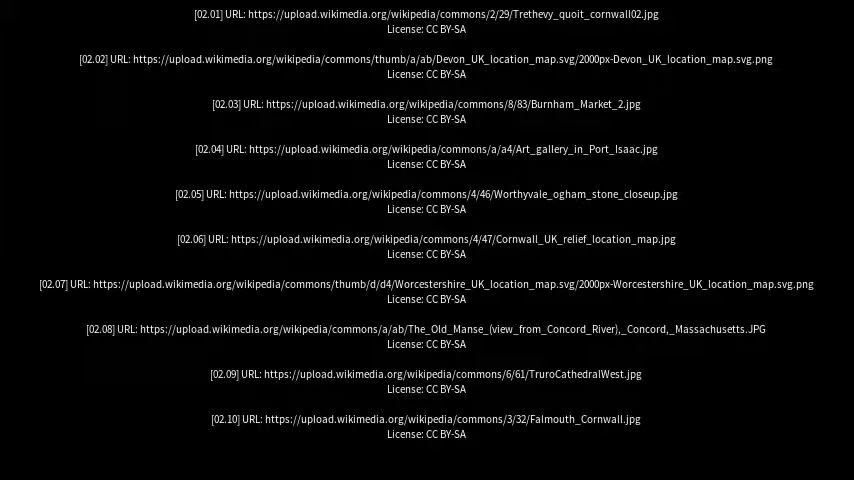 [02.01] URL: https://upload.wikimedia.org/wikipedia/commons/2/29/Trethevy_quoit_cornwall02.jpg
License: CC BY-SA
[02.02] URL: https://upload.wikimedia.org/wikipedia/commons/thumb/a/ab/Devon_UK_location_map.svg/2000px-Devon_UK_location_map.svg.png
License: CC BY-SA
[02.03] URL: https://upload.wikimedia.org/wikipedia/commons/8/83/Burnham_Market_2.jpg
License: CC BY-SA
[02.04] URL: https://upload.wikimedia.org/wikipedia/commons/a/a4/Art_gallery_in_Port_Isaac.jpg
License: CC BY-SA
[02.05] URL: https://upload.wikimedia.org/wikipedia/commons/4/46/Worthyvale_ogham_stone_closeup.jpg
License: CC BY-SA
[02.06] URL: https://upload.wikimedia.org/wikipedia/commons/4/47/Cornwall_UK_relief_location_map.jpg
License: CC BY-SA
[02.07] URL: https://upload.wikimedia.org/wikipedia/commons/thumb/d/d4/Worcestershire_UK_location_map.svg/2000px-Worcestershire_UK_location_map.svg.png
License: CC BY-SA
[02.08] URL: https://upload.wikimedia.org/wikipedia/commons/a/ab/The_Old_Manse_(view_from_Concord_River),_Concord,_Massachusetts.JPG
License: CC BY-SA
[02.09] URL: https://upload.wikimedia.org/wikipedia/commons/6/61/TruroCathedralWest.jpg
License: CC BY-SA
[02.10] URL: https://upload.wikimedia.org/wikipedia/commons/3/32/Falmouth_Cornwall.jpg
License: CC BY-SA